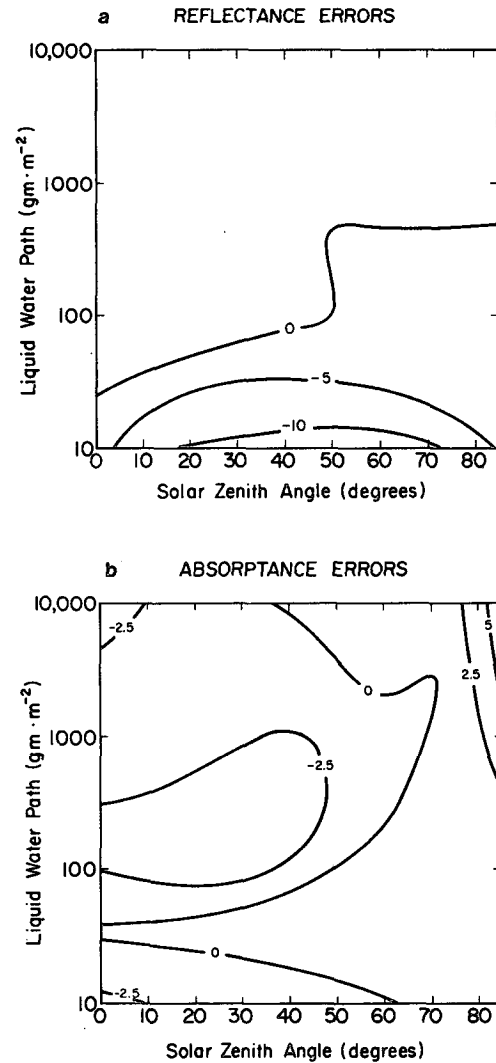 a REFLECTANCE ERRORS
10,000
1000
100
10
Liquid Water Path (gm·m⁻²)
0
-5
-10
0 10 20 30 40 50 60 70 80
Solar Zenith Angle (degrees)
b ABSORPTANCE ERRORS
10,000
1000
100
10
Liquid Water Path (gm·m⁻²)
-2.5
5
2.5
0
-2.5
0
-2.5
0 10 20 30 40 50 60 70 80
Solar Zenith Angle (degrees)